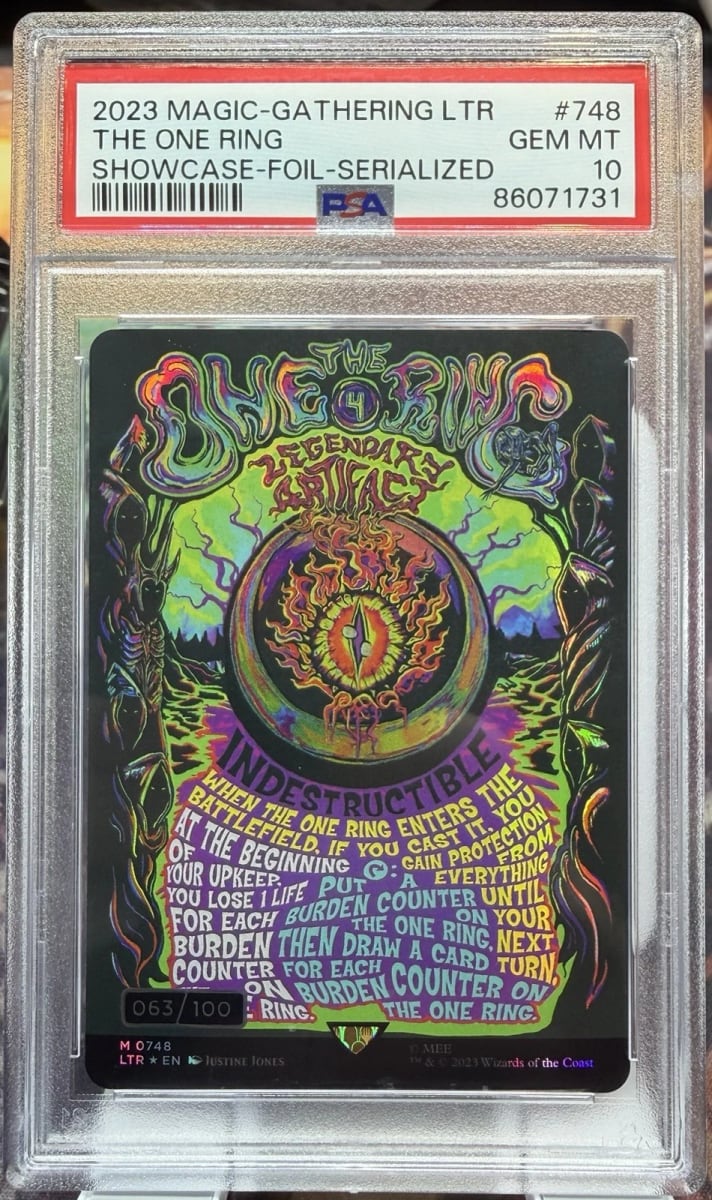 2023 MAGIC-GATHERING LTR #748
THE ONE RING GEM MT
SHOWCASE-FOIL-SERIALIZED 10
PSA 86071731
THE
ONE RING
4
LEGENDARY
ARTIFACT
INDESTRUCTIBLE
WHEN THE ONE RING ENTERS THE
BATTLEFIELD, IF YOU CAST IT, YOU
GAIN PROTECTION
FROM
EVERYTHING
UNTIL
YOUR
NEXT
TURN.
AT THE BEGINNING
OF
YOUR UPKEEP,
YOU LOSE 1 LIFE
FOR EACH
BURDEN
COUNTER
ON
RING.
: PUT A
BURDEN COUNTER
ON
THE ONE RING,
THEN DRAW A CARD
FOR EACH
BURDEN COUNTER ON
THE ONE RING.
063/100
M 0748
LTR ★ EN JUSTINE JONES
© MEE
™ & © 2023 Wizards of the Coast